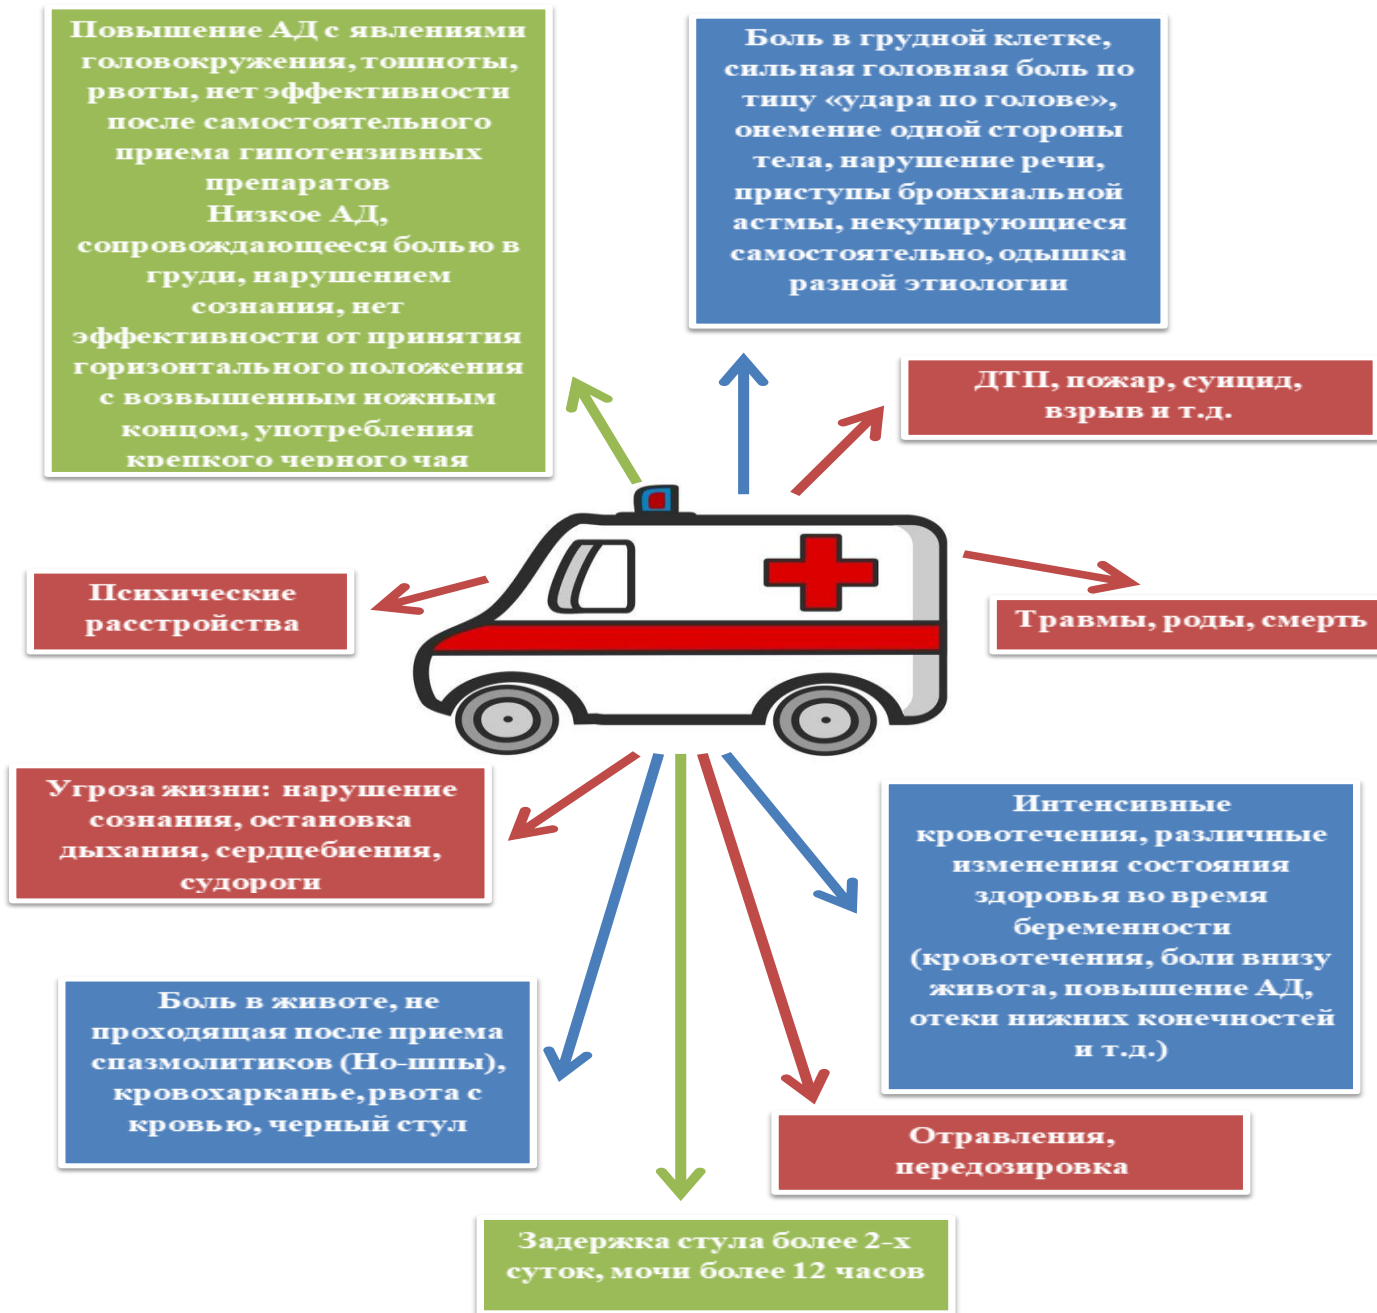 Повышение АД с явлениями
головокружения, тошноты,
рвоты, нет эффективности
после самостоятельного
приема гипотензивных
препаратов
Низкое АД,
сопровождающееся болью в
груди, нарушением
сознания, нет
эффективности от принятия
горизонтального положения
с возвышенным ножным
концом, употребления
крепкого черного чая
Боль в грудной клетке,
сильная головная боль по
типу «удара по голове»,
онемение одной стороны
тела, нарушение речи,
приступы бронхиальной
астмы, некупирующиеся
самостоятельно, одышка
разной этиологии
ДТП, пожар, суицид,
взрыв и т.д.
Психические
расстройства
Травмы, роды, смерть
Угроза жизни: нарушение
сознания, остановка
дыхания, сердцебиения,
судороги
Интенсивные
кровотечения, различные
изменения состояния
здоровья во время
беременности
(кровотечения, боли внизу
живота, повышение АД,
отеки нижних конечностей
и т.д.)
Боль в животе, не
проходящая после приема
спазмолитиков (Но-шпы),
кровохарканье, рвота с
кровью, черный стул
Отравления,
передозировка
Задержка стула более 2-х
суток, мочи более 12 часов